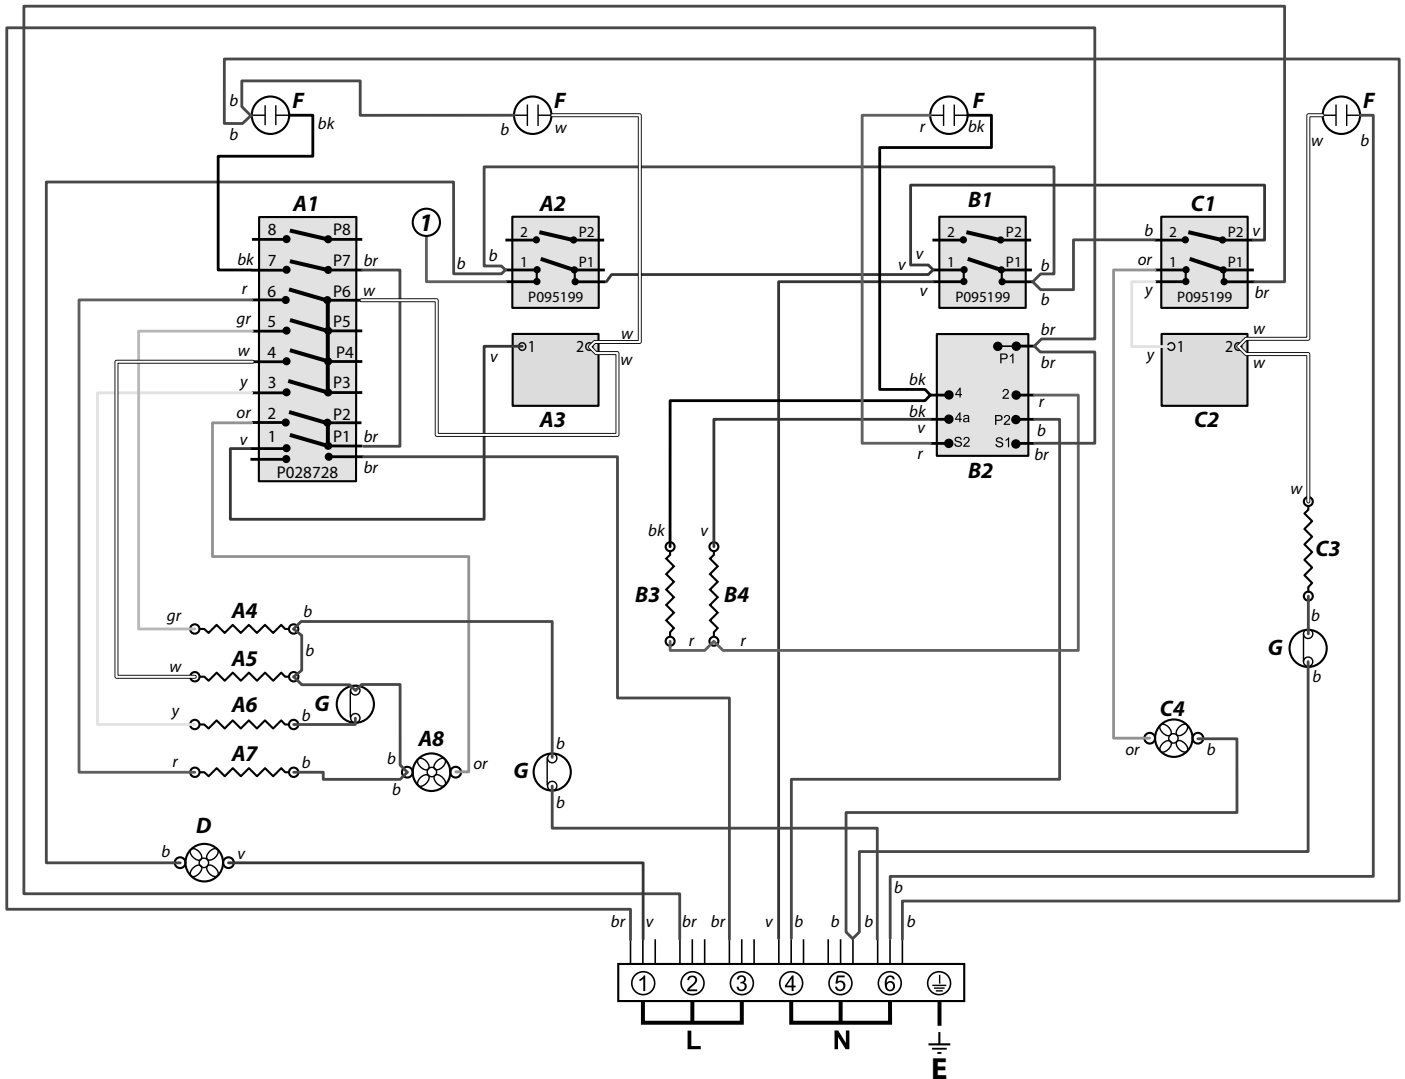 b F bk
b
b F w
r F bk
w F b
A1
8 P8
bk 7 P7 br
r 6 P6 w
gr 5 P5
w 4 P4
y 3 P3
or 2 P2
v 1 P1 br
br
P028728
1
A2
2 P2
b b 1 P1
P095199
v 1 2 w
w
A3
B1
2 P2
v v 1 P1 b
v b
P095199
br
P1 br
bk 4 2 r
bk 4a P2 b
v
r S2 S1 br
B2
C1
b 2 P2 v
or 1 P1
y br
P095199
y 1 2 w
w
C2
w
C3
b
G
b
bk v
B3 B4
r r
gr A4 b
b
w A5
y A6 b G
r A7 b
b A8 or
b
b
G
b
C4
or b
b D v
br v br br v b b b b b
1 2 3 4 5 6
L N
E